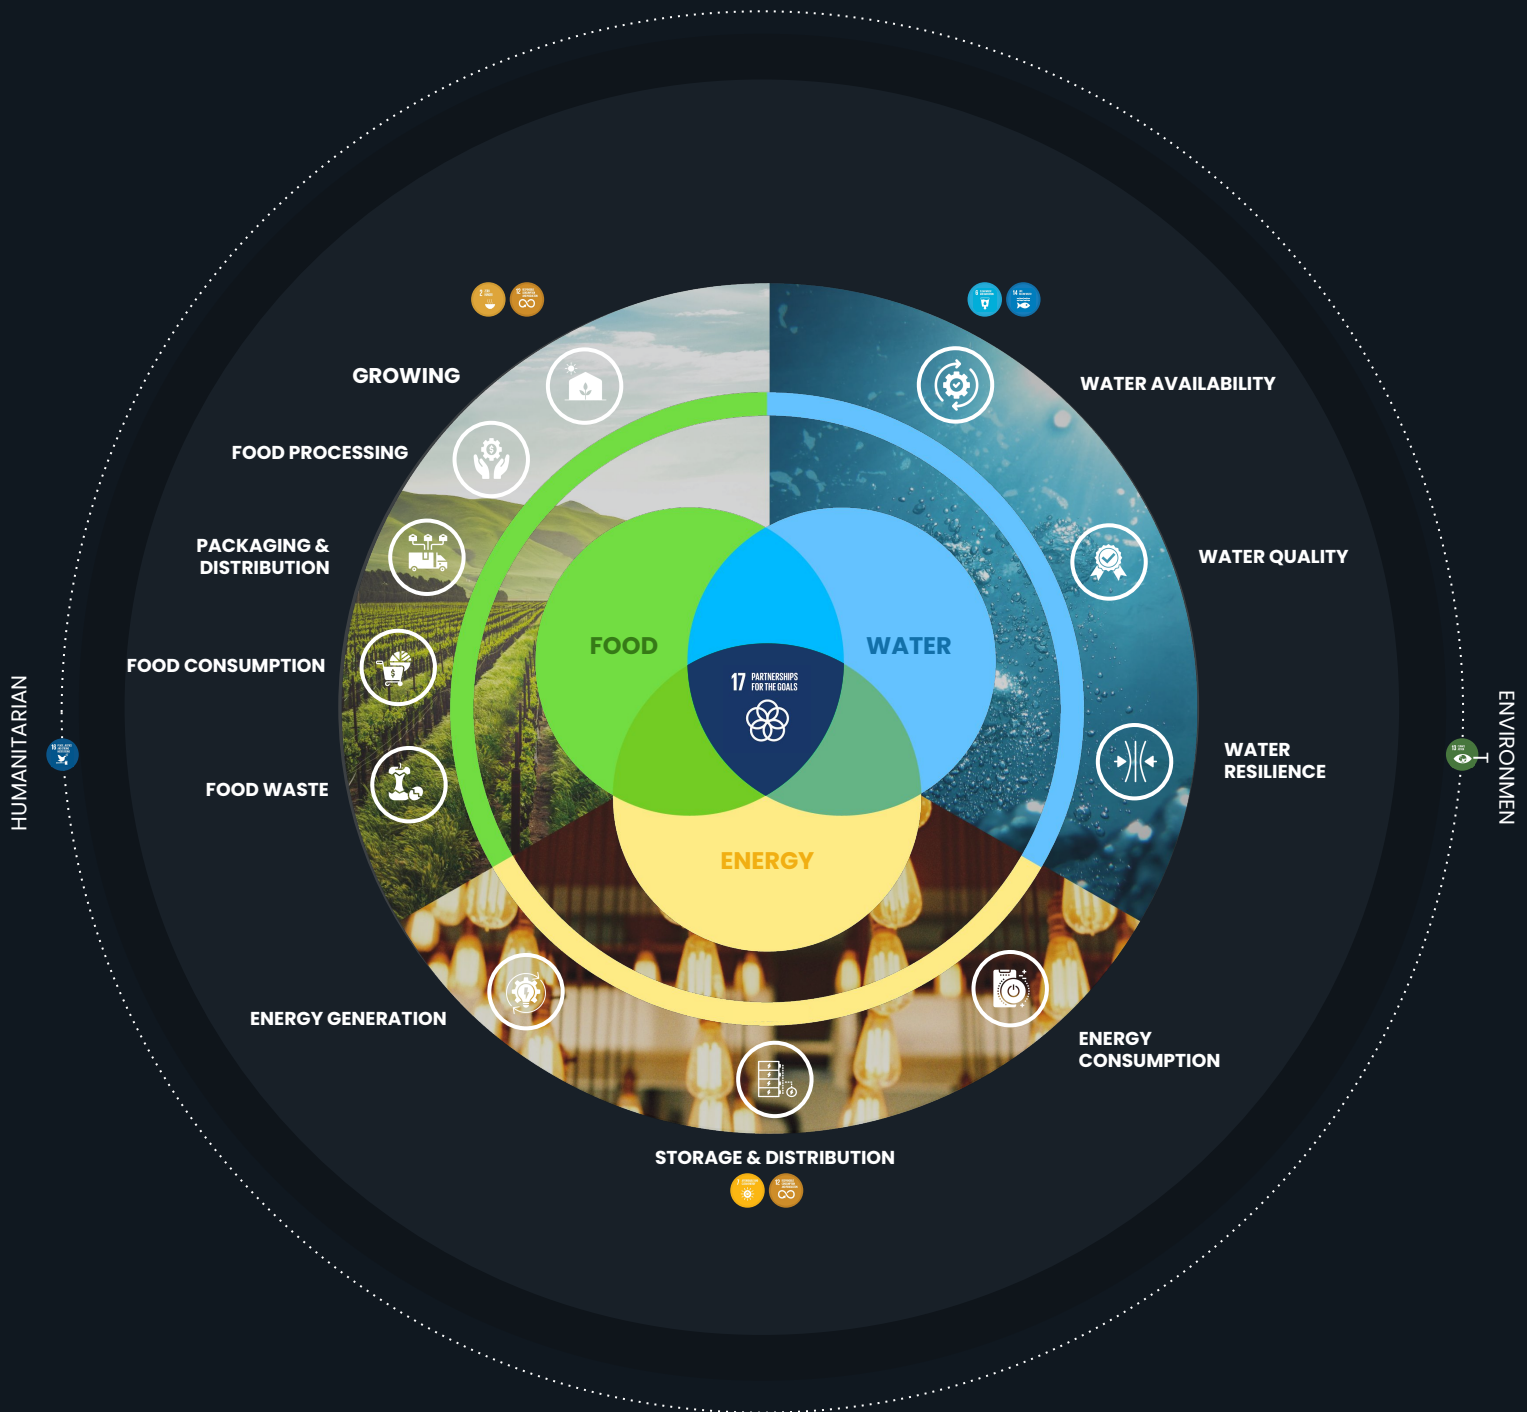 GROWING
FOOD PROCESSING
PACKAGING &
DISTRIBUTION
FOOD CONSUMPTION
FOOD WASTE
HUMANITARIAN
WATER AVAILABILITY
WATER QUALITY
WATER
RESILIENCE
ENVIRONMEN
T
FOOD
WATER
17 PARTNERSHIPS
FOR THE GOALS
ENERGY
ENERGY GENERATION
ENERGY
CONSUMPTION
STORAGE & DISTRIBUTION